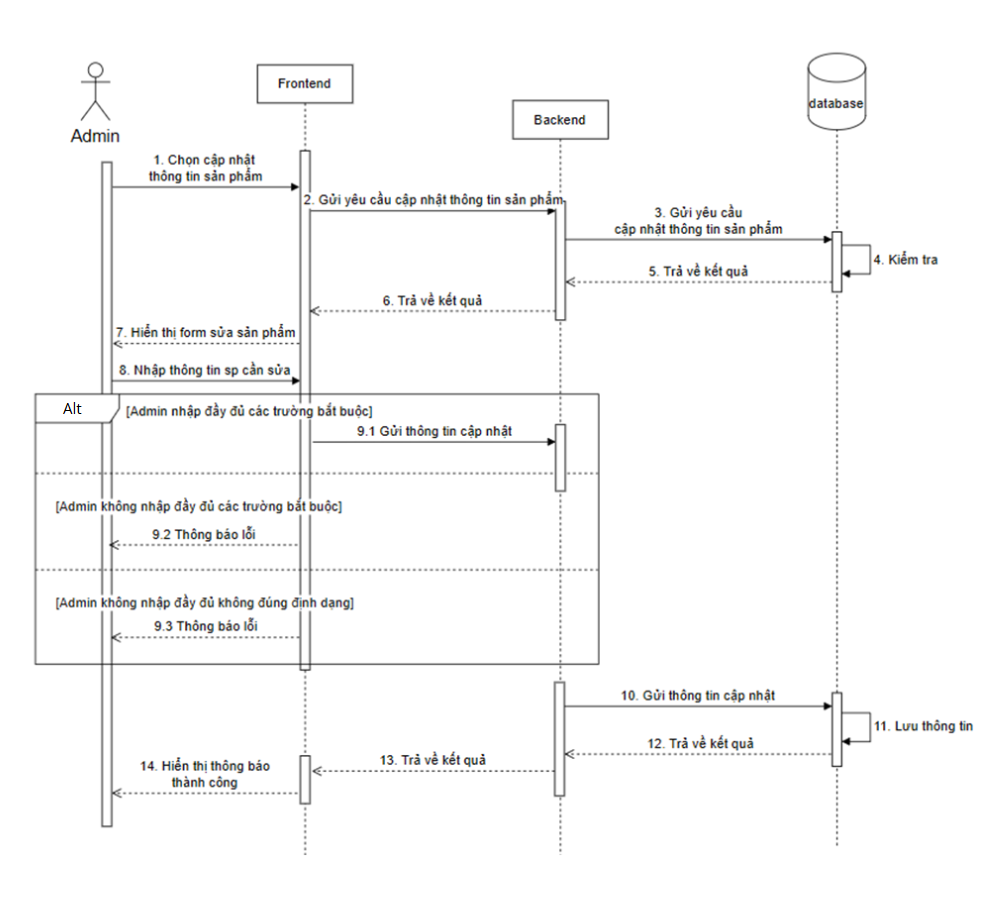 Frontend
database
Backend
Admin
1. Chọn cập nhật
thông tin sản phẩm
2. Gửi yêu cầu cập nhật thông tin sản phẩm
3. Gửi yêu cầu
cập nhật thông tin sản phẩm
4. Kiểm tra
5. Trả về kết quả
6. Trả về kết quả
7. Hiển thị form sửa sản phẩm
8. Nhập thông tin sp cần sửa
Alt
[Admin nhập đầy đủ các trường bắt buộc]
9.1 Gửi thông tin cập nhật
[Admin không nhập đầy đủ các trường bắt buộc]
9.2 Thông báo lỗi
[Admin không nhập đầy đủ không đúng định dạng]
9.3 Thông báo lỗi
10. Gửi thông tin cập nhật
11. Lưu thông tin
12. Trả về kết quả
13. Trả về kết quả
14. Hiển thị thông báo
thành công